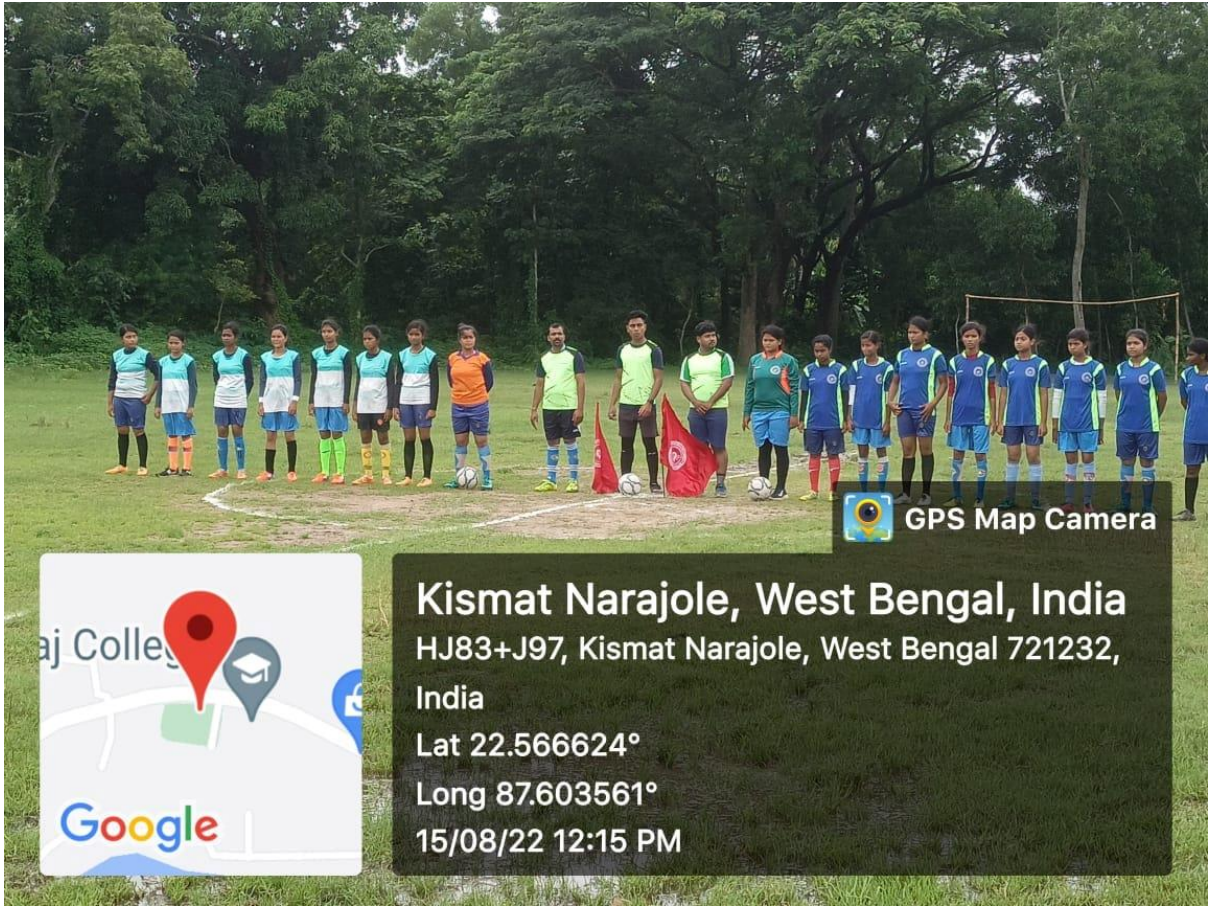 GPS Map Camera
aj Colleg
Google
Kismat Narajole, West Bengal, India
HJ83+J97, Kismat Narajole, West Bengal 721232,
India
Lat 22.566624°
Long 87.603561°
15/08/22 12:15 PM